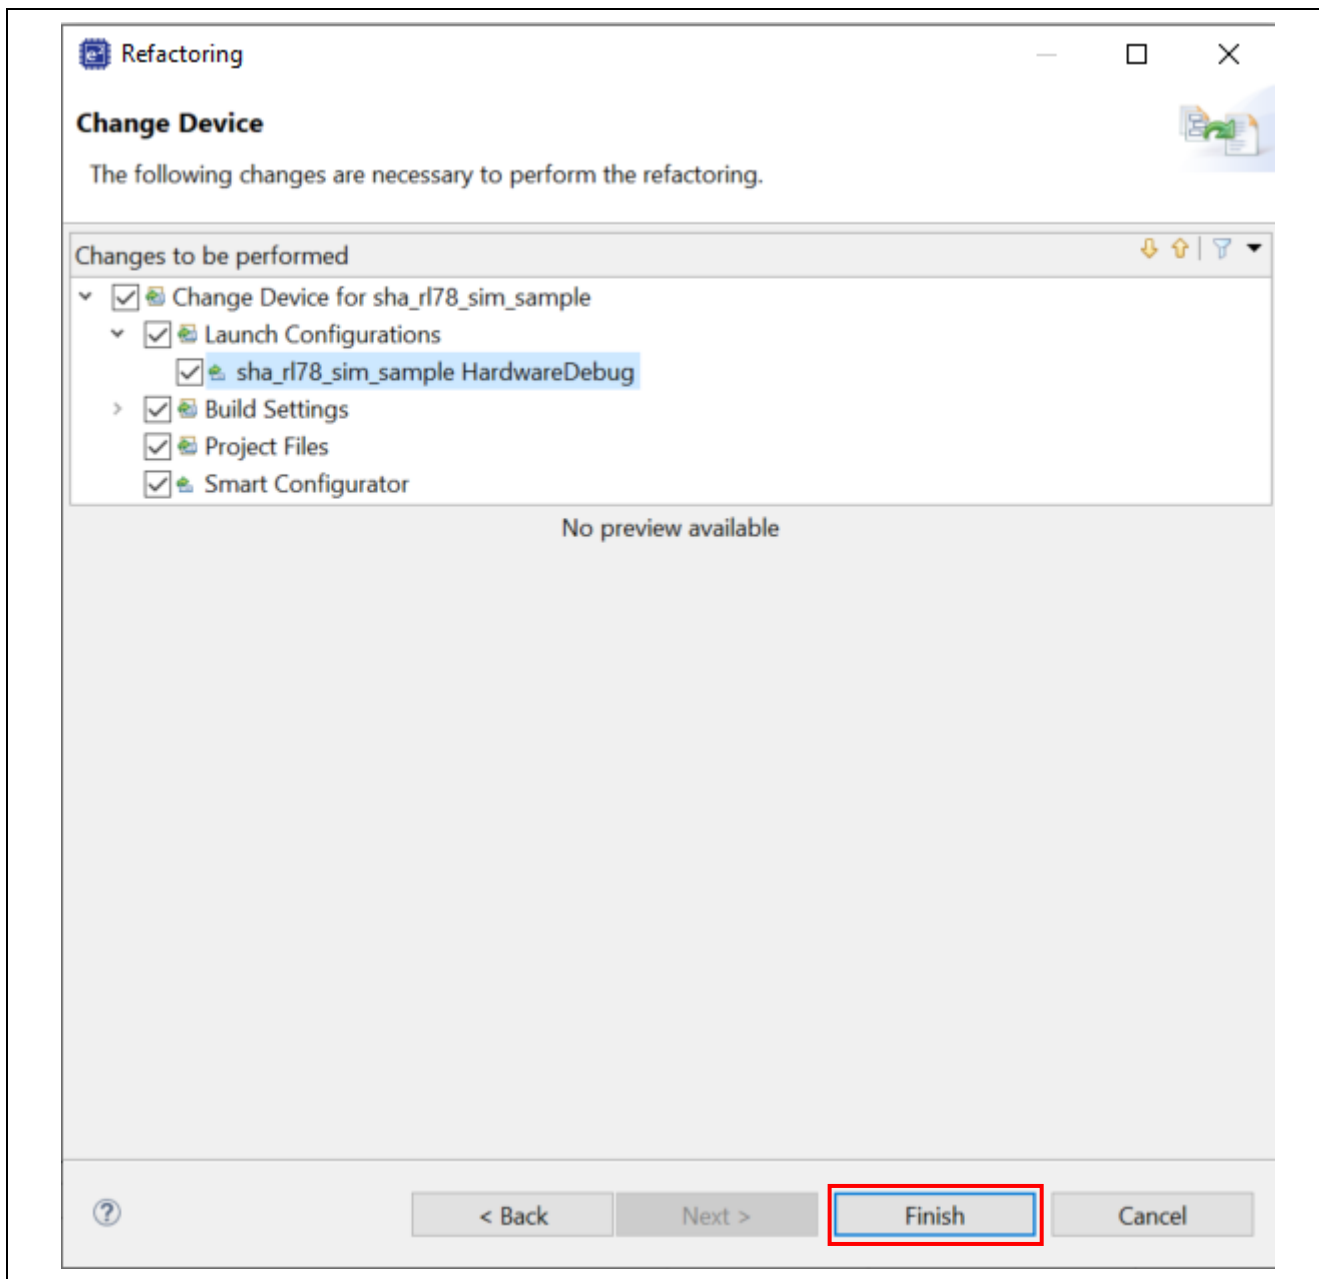 Refactoring
Change Device
The following changes are necessary to perform the refactoring.
Changes to be performed
Change Device for sha_rl78_sim_sample
Launch Configurations
sha_rl78_sim_sample HardwareDebug
Build Settings
Project Files
Smart Configurator
No preview available
< Back Next > Finish Cancel